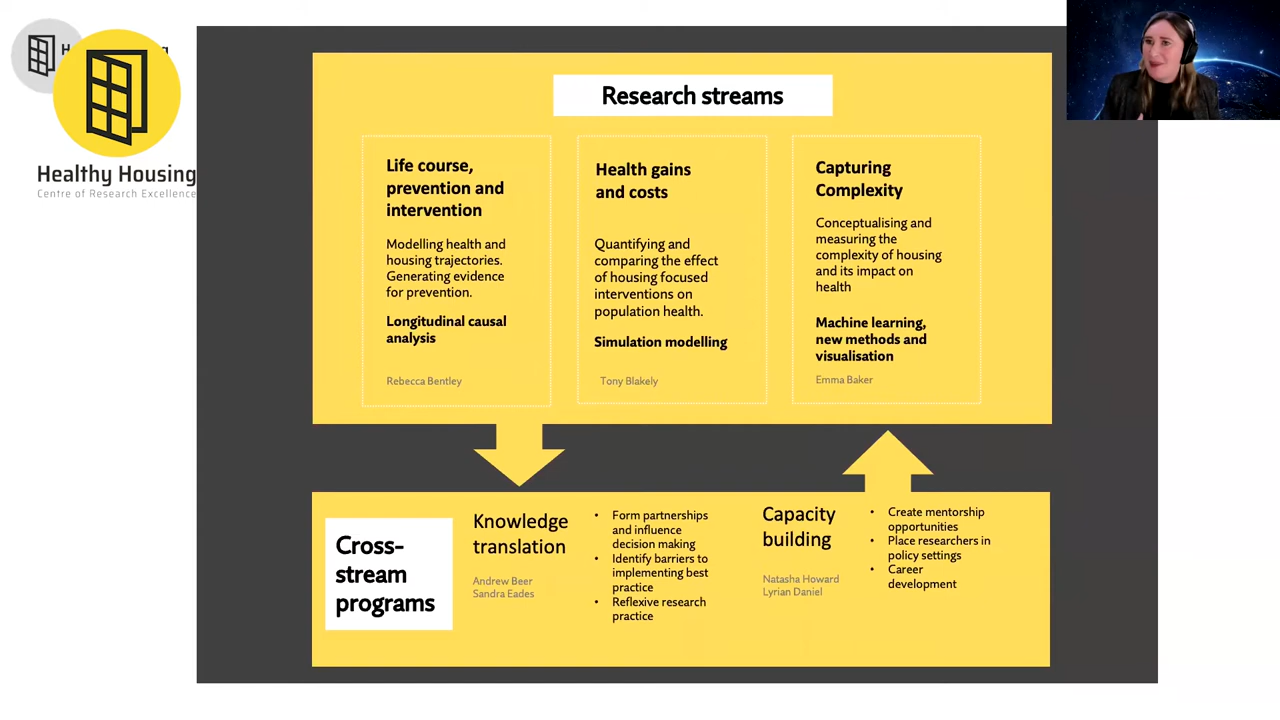 Healthy Housing
Centre of Research Excellence
Research streams
Life course,
prevention and
intervention
Modelling health and
housing trajectories.
Generating evidence
for prevention.
Longitudinal causal
analysis
Rebecca Bentley
Health gains
and costs
Quantifying and
comparing the effect
of housing focused
interventions on
population health.
Simulation modelling
Tony Blakely
Capturing
Complexity
Conceptualising and
measuring the
complexity of housing
and its impact on
health
Machine learning,
new methods and
visualisation
Emma Baker
Cross-
stream
programs
Knowledge
translation
Andrew Beer
Sandra Eades
• Form partnerships
and influence
decision making
• Identify barriers to
implementing best
practice
• Reflexive research
practice
Capacity
building
Natasha Howard
Lyrian Daniel
• Create mentorship
opportunities
• Place researchers in
policy settings
• Career
development